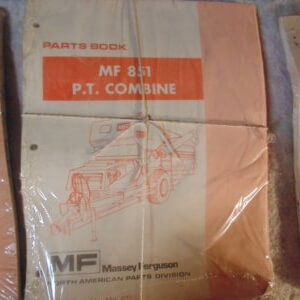 PARTS BOOK
MF 851
P.T. COMBINE
MF Massey Ferguson
NORTH AMERICAN PARTS DIVISION